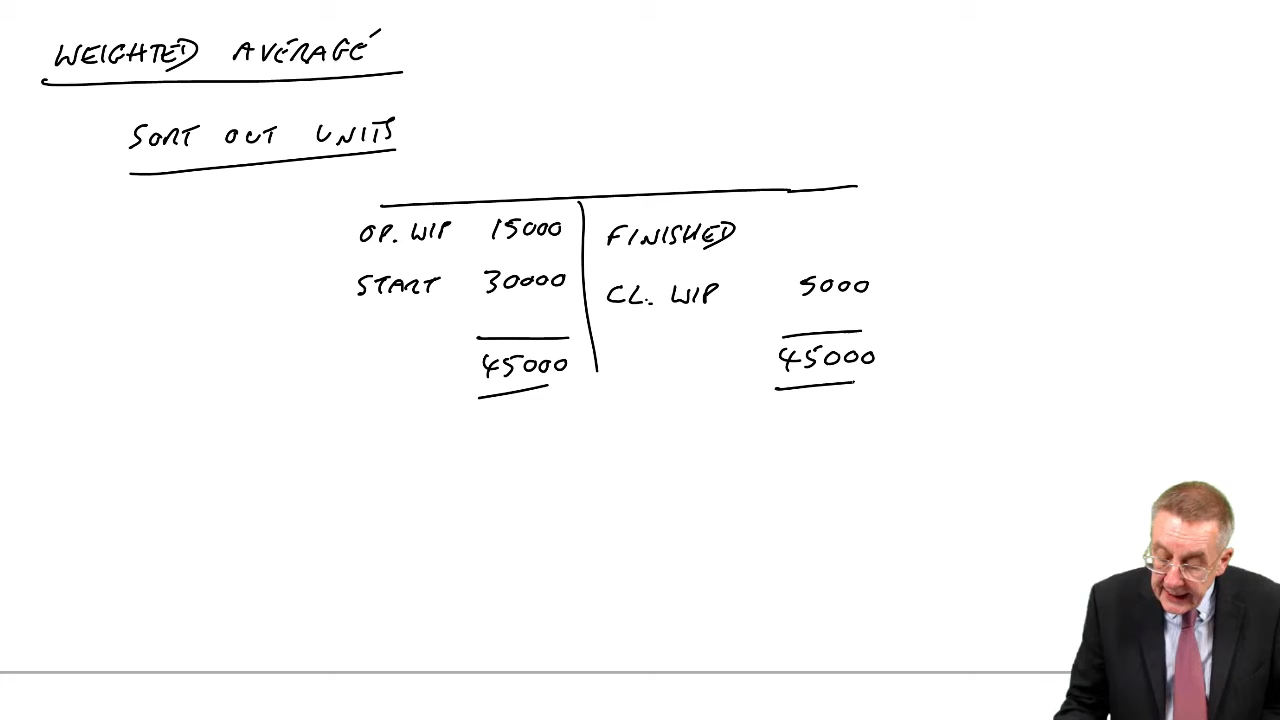 WEIGHTED AVERAGE
SORT OUT UNITS
OP. WIP 15000 FINISHED
START 30000 CL. WIP 5000
45000 45000